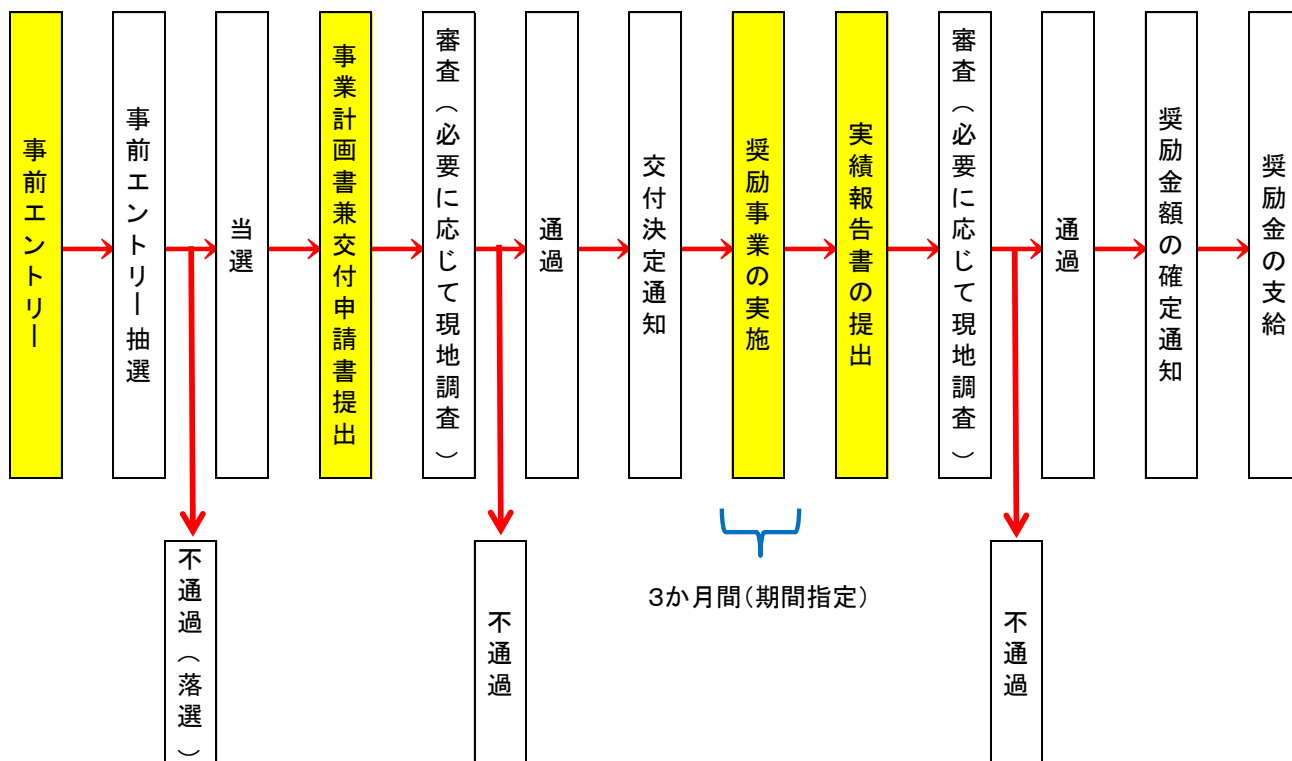 事前エントリー
事前エントリー抽選
当選
事業計画書兼交付申請書提出
審査（必要に応じて現地調査）
通過
交付決定通知
奨励事業の実施
実績報告書の提出
審査（必要に応じて現地調査）
通過
奨励金額の確定通知
奨励金の支給
不通過（落選）
不通過
3か月間（期間指定）
不通過